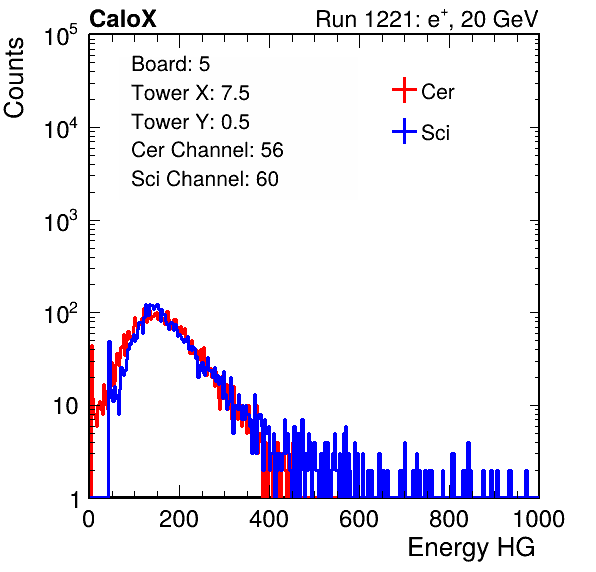 CaloX Run 1221: e⁺, 20 GeV
Counts
10⁵
10⁴
10³
10²
10
1
Board: 5
Tower X: 7.5
Tower Y: 0.5
Cer Channel: 56
Sci Channel: 60
Cer
Sci
0 200 400 600 800 1000
Energy HG